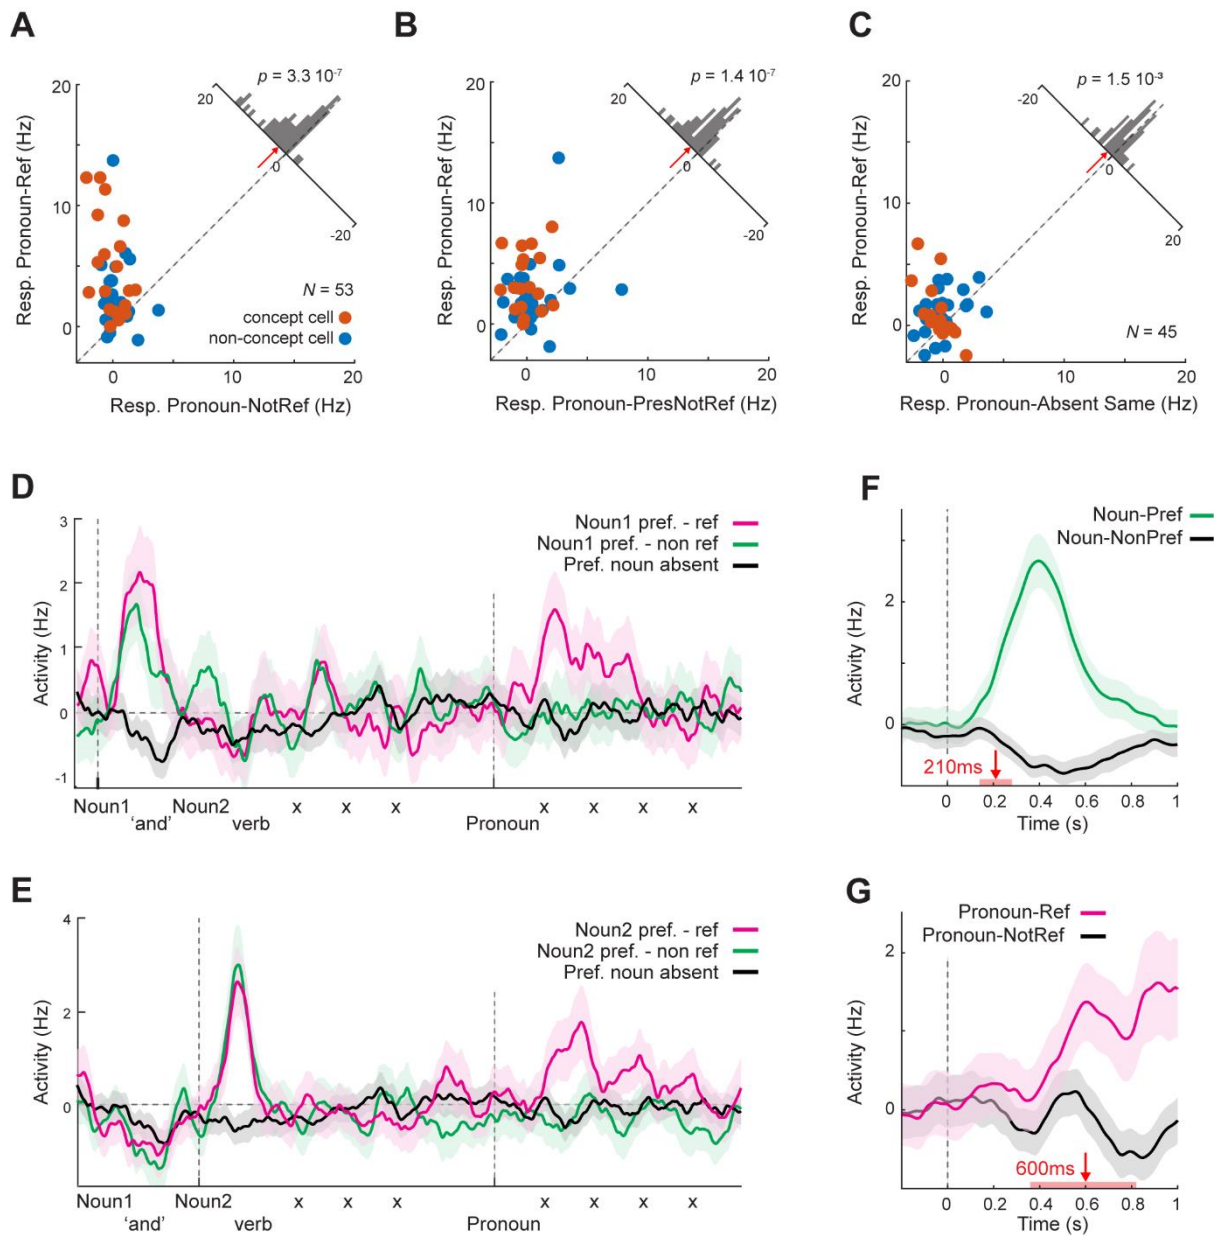 A
B
C
p = 3.3 10⁻⁷
p = 1.4 10⁻⁷
p = 1.5 10⁻³
20
20
20
20
20
-20
0
0
0
-20
-20
20
Resp. Pronoun-Ref (Hz)
Resp. Pronoun-Ref (Hz)
Resp. Pronoun-Ref (Hz)
10
10
10
0
0
0
N = 53
concept cell
non-concept cell
N = 45
0 10 20
0 10 20
0 10 20
Resp. Pronoun-NotRef (Hz)
Resp. Pronoun-PresNotRef (Hz)
Resp. Pronoun-Absent Same (Hz)
D
Noun1 pref. - ref
Noun1 pref. - non ref
Pref. noun absent
Activity (Hz)
3
2
1
0
-1
Noun1 Noun2 x x x Pronoun x x x x
'and' verb
F
Noun-Pref
Noun-NonPref
Activity (Hz)
2
0
210ms
0 0.2 0.4 0.6 0.8 1
Time (s)
E
Noun2 pref. - ref
Noun2 pref. - non ref
Pref. noun absent
Activity (Hz)
4
2
0
Noun1 Noun2 x x x Pronoun x x x x
'and' verb
G
Pronoun-Ref
Pronoun-NotRef
Activity (Hz)
2
0
600ms
0 0.2 0.4 0.6 0.8 1
Time (s)